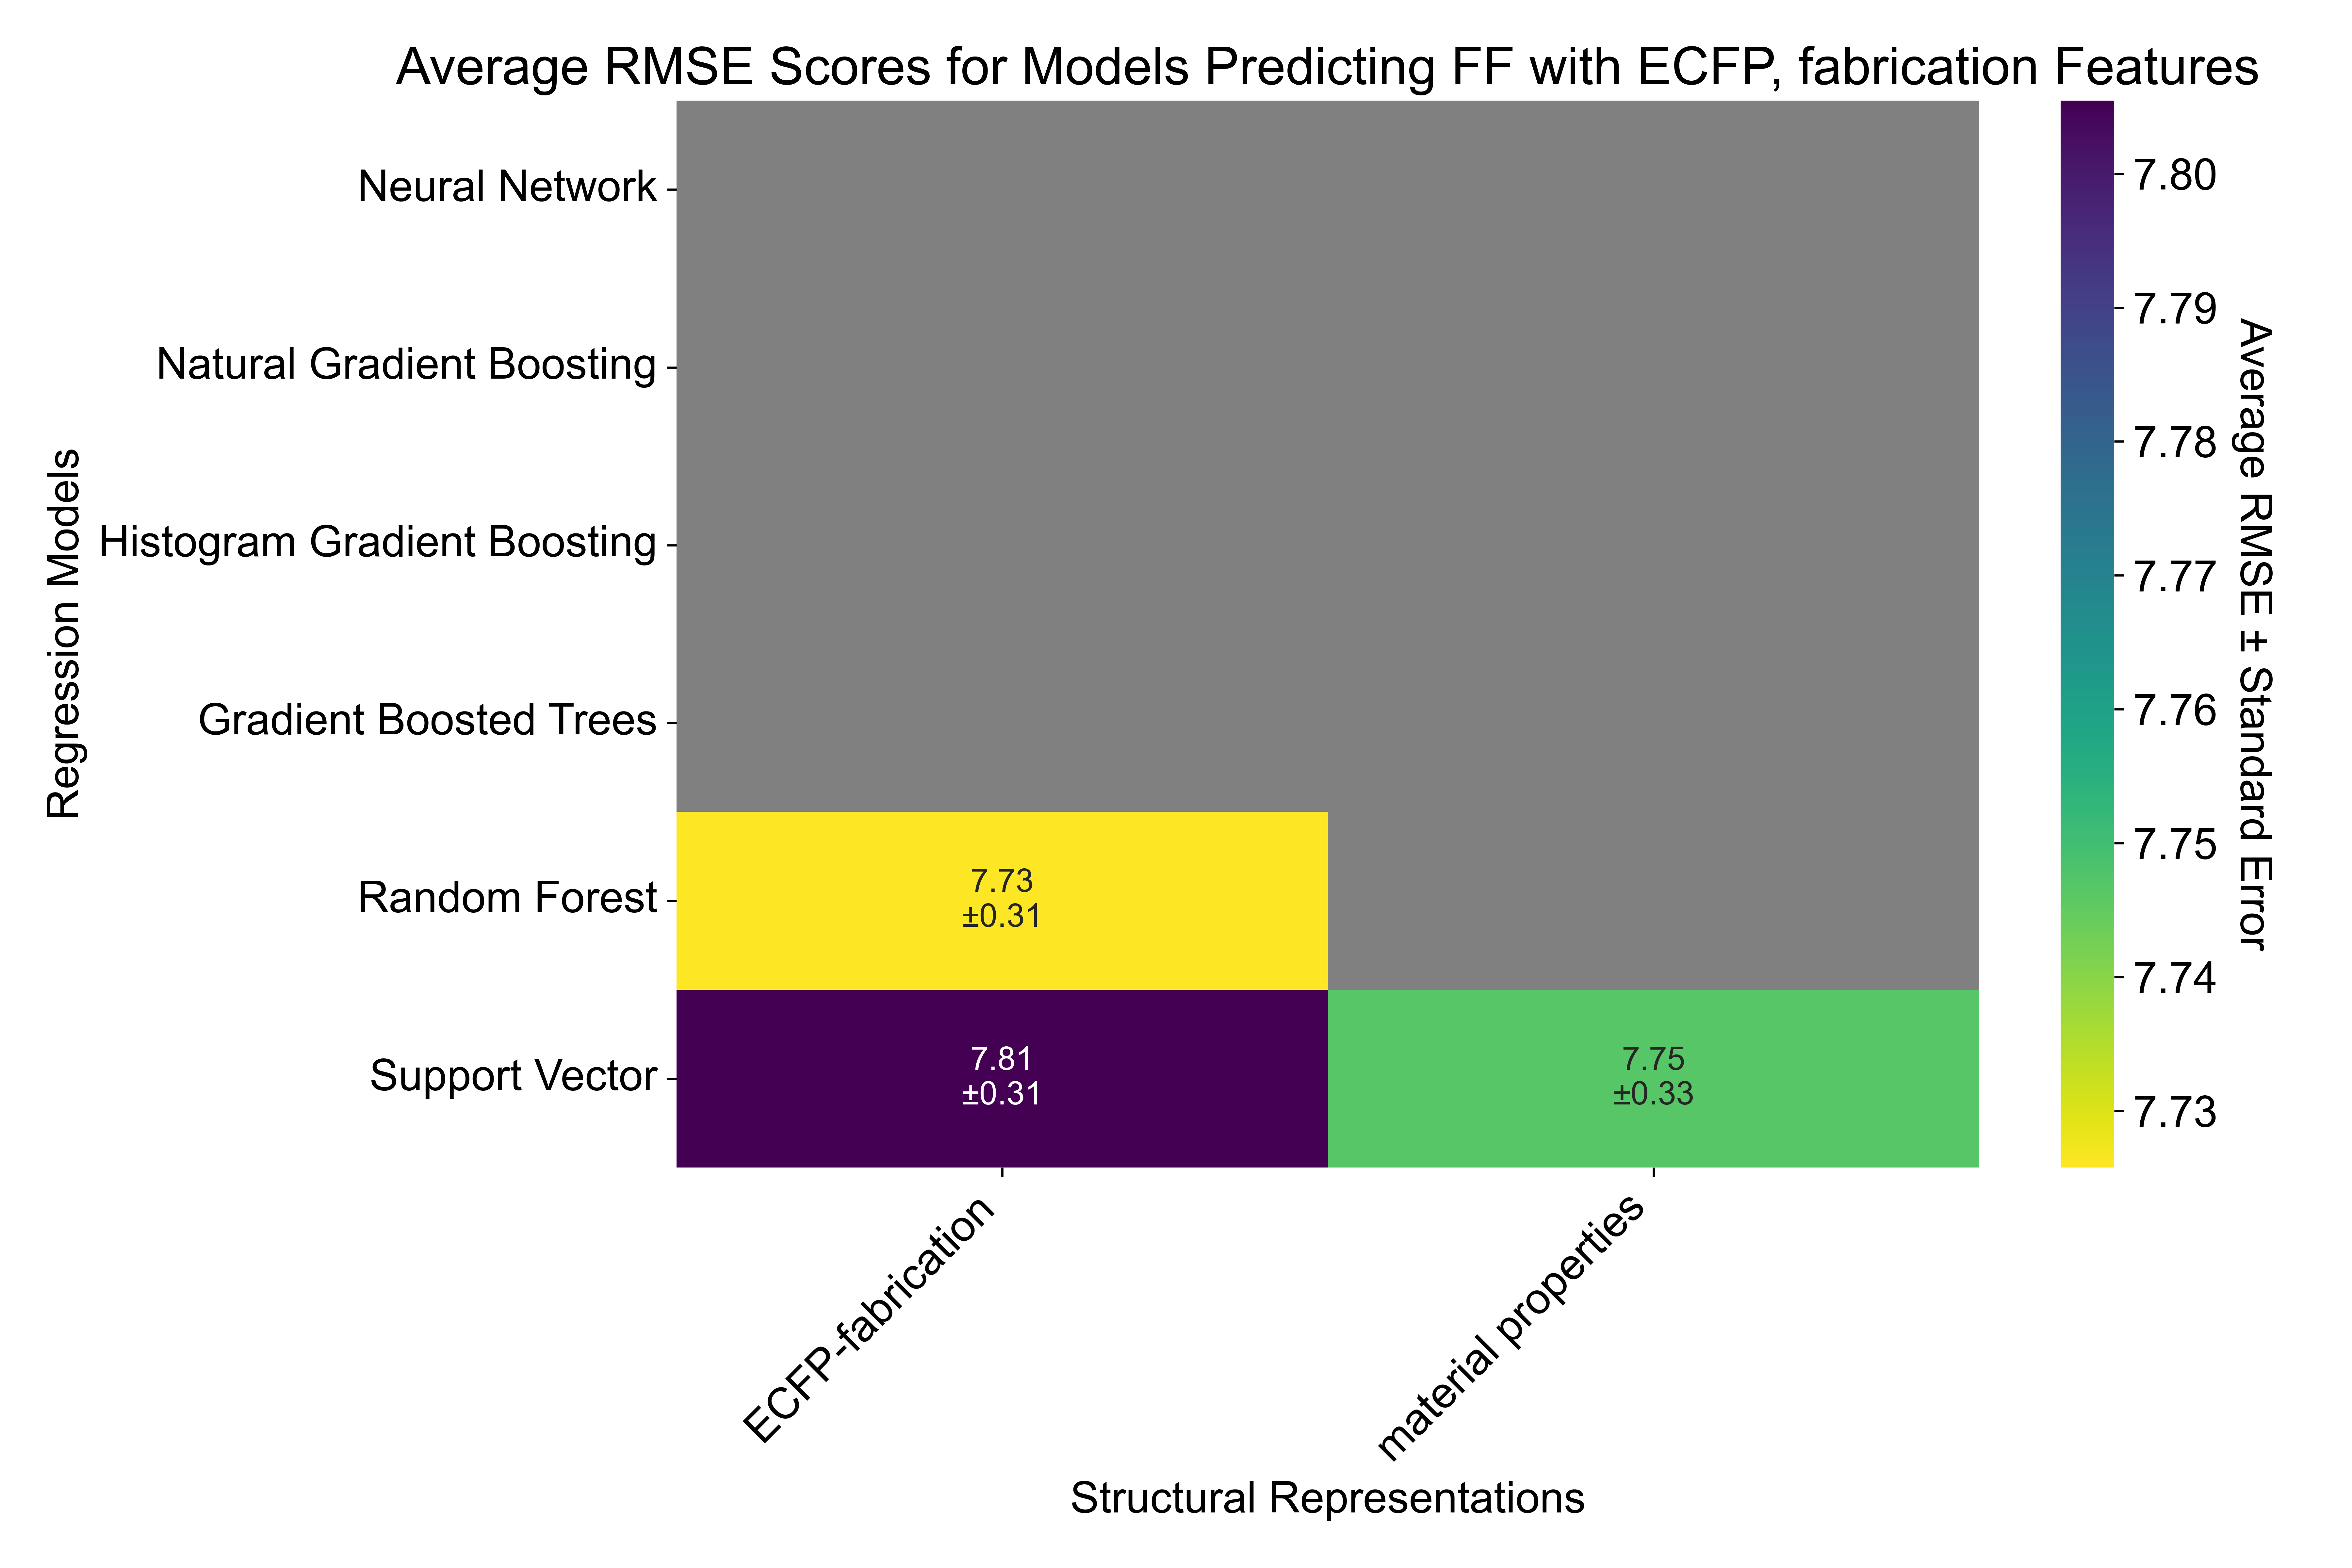 Average RMSE Scores for Models Predicting FF with ECFP, fabrication Features
Regression Models
Neural Network
Natural Gradient Boosting
Histogram Gradient Boosting
Gradient Boosted Trees
Random Forest
Support Vector
7.73
±0.31
7.81
±0.31
7.75
±0.33
ECFP-fabrication
material properties
Structural Representations
7.80
7.79
7.78
7.77
7.76
7.75
7.74
7.73
Average RMSE ± Standard Error